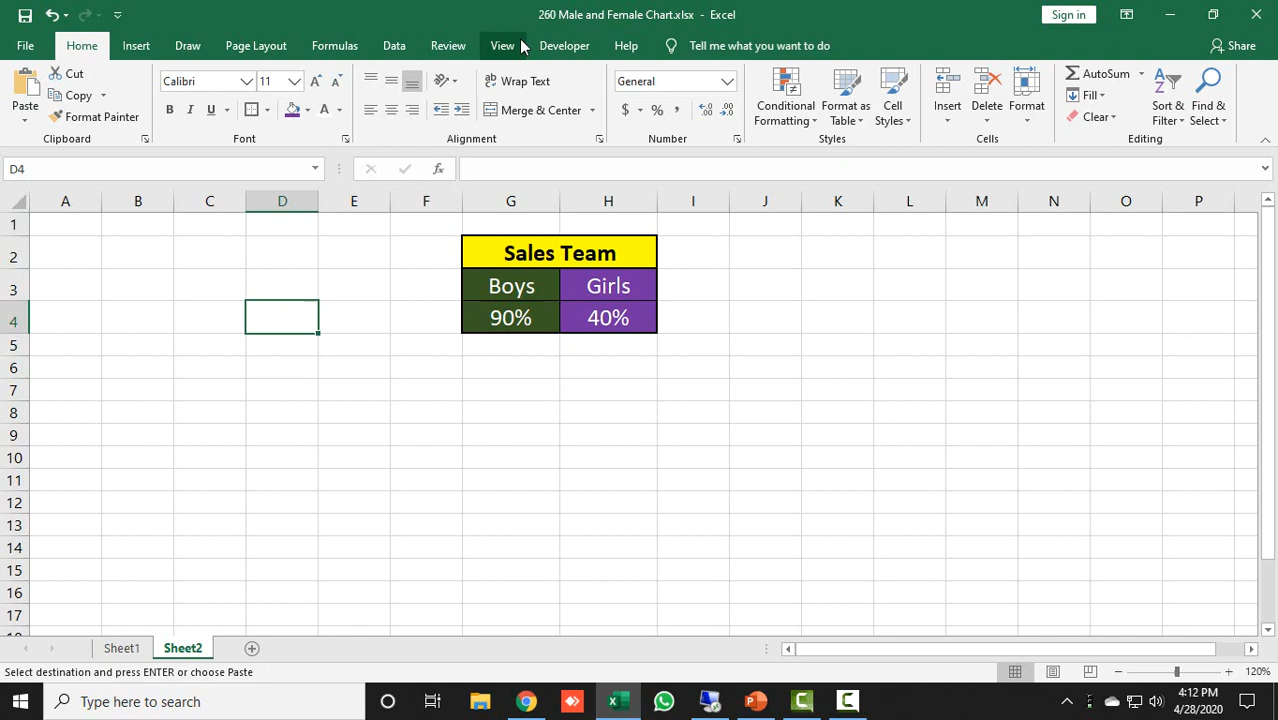 260 Male and Female Chart.xlsx - Excel
Sign in
File Home Insert Draw Page Layout Formulas Data Review View Developer Help Tell me what you want to do Share
Paste Cut Copy Format Painter Clipboard
Calibri 11 B I U A Font
ab Wrap Text Merge & Center Alignment
General $ % , Number
Conditional Formatting Format as Table Cell Styles Styles
Insert Delete Format Cells
AutoSum Fill Clear Sort & Filter Find & Select Editing
D4 fx
A B C D E F G H I J K L M N O P
1
2 Sales Team
3 Boys Girls
4 90% 40%
5
6
7
8
9
10
11
12
13
14
15
16
17
18
Sheet1 Sheet2
Select destination and press ENTER or choose Paste 120%
Type here to search
4:12 PM
4/28/2020